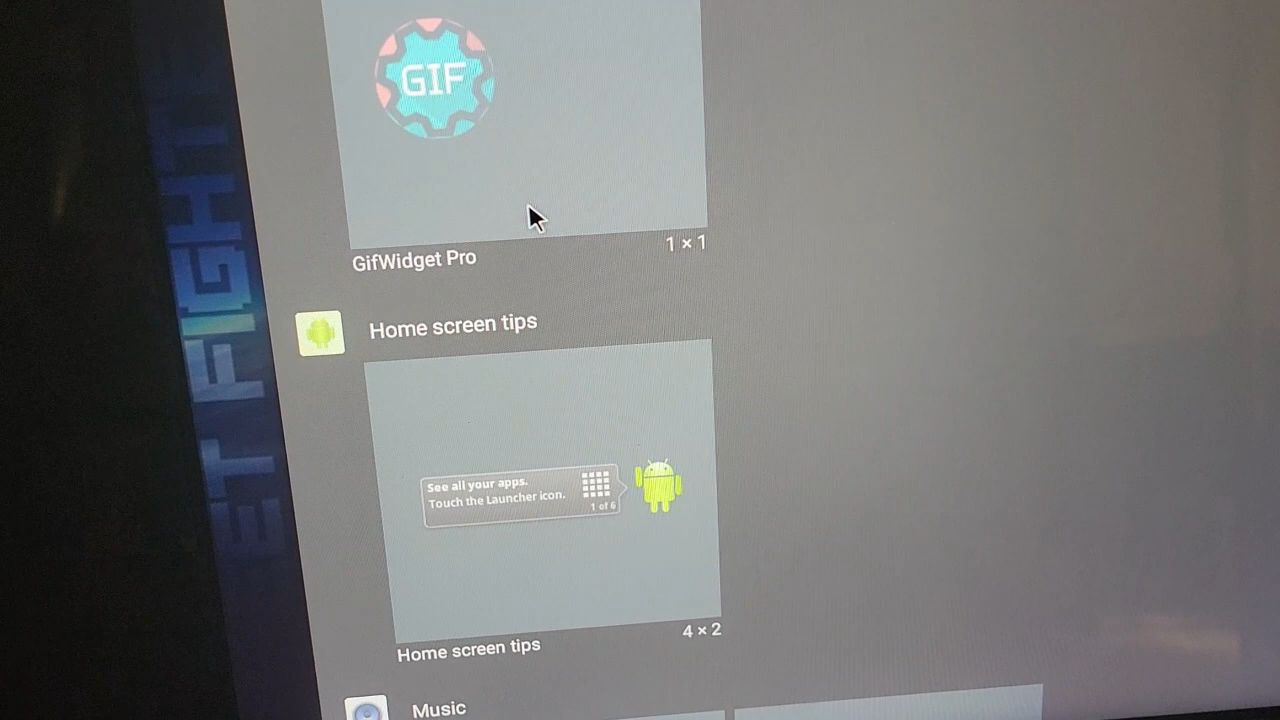 GIF
GifWidget Pro
1 × 1
Home screen tips
See all your apps.
Touch the Launcher icon.
1 of 6
Home screen tips
4 × 2
Music